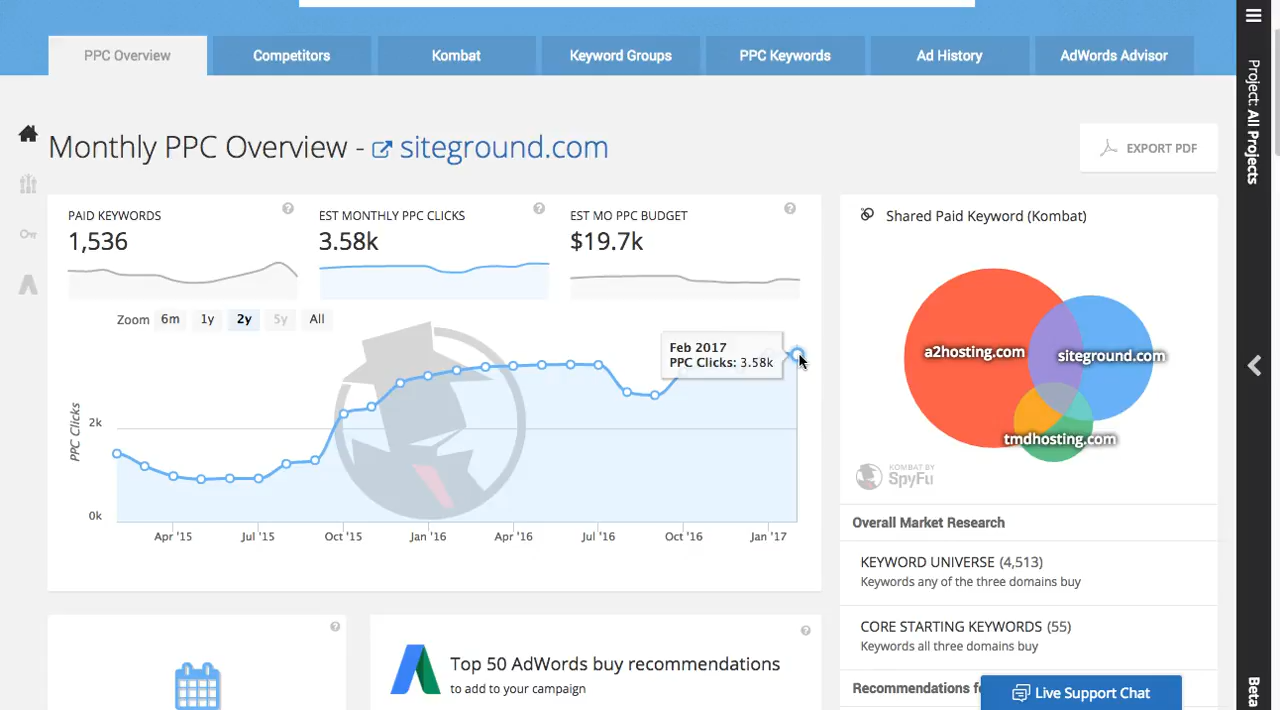 PPC Overview
Competitors
Kombat
Keyword Groups
PPC Keywords
Ad History
AdWords Advisor
Project: All Projects
Monthly PPC Overview - siteground.com
EXPORT PDF
PAID KEYWORDS
1,536
EST MONTHLY PPC CLICKS
3.58k
EST MO PPC BUDGET
$19.7k
Zoom 6m 1y 2y 5y All
Feb 2017
PPC Clicks: 3.58k
PPC Clicks
2k
0k
Apr '15 Jul '15 Oct '15 Jan '16 Apr '16 Jul '16 Oct '16 Jan '17
Shared Paid Keyword (Kombat)
a2hosting.com
siteground.com
tmdhosting.com
KOMBAT BY
SpyFu
Overall Market Research
KEYWORD UNIVERSE (4,513)
Keywords any of the three domains buy
CORE STARTING KEYWORDS (55)
Keywords all three domains buy
Recommendations
Top 50 AdWords buy recommendations
to add to your campaign
Live Support Chat
Beta